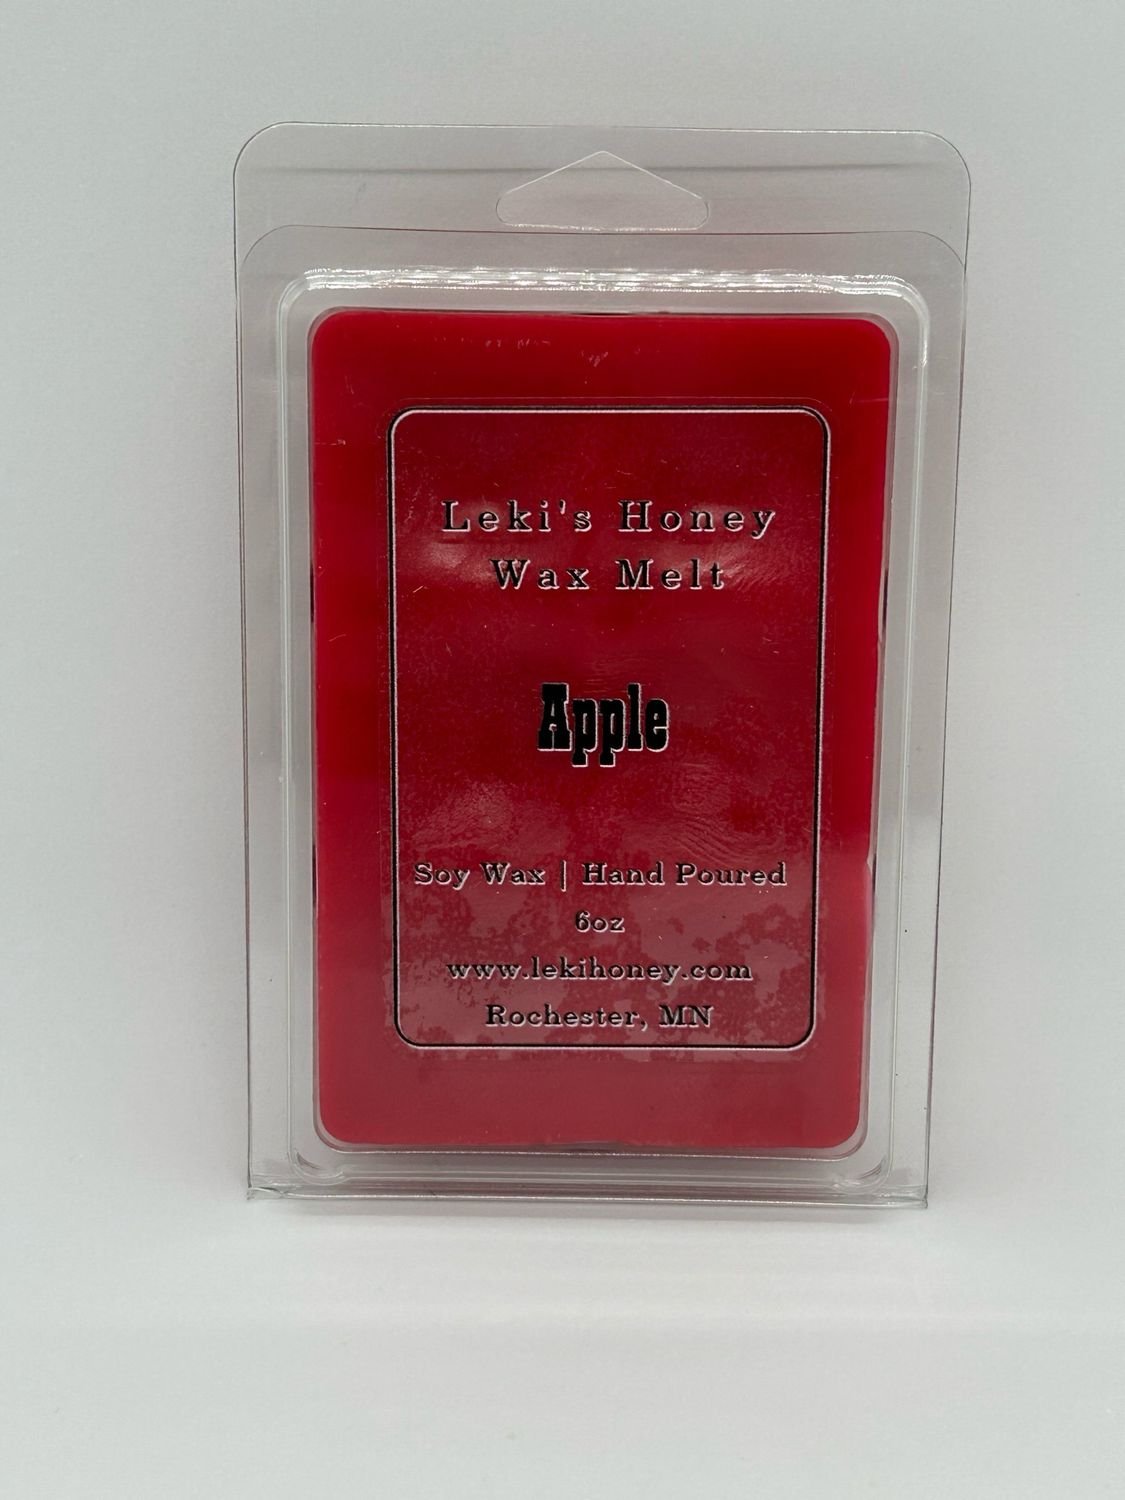 Leki's Honey
Wax Melt
Apple
Soy Wax | Hand Poured
6oz
www.lekihoney.com
Rochester, MN